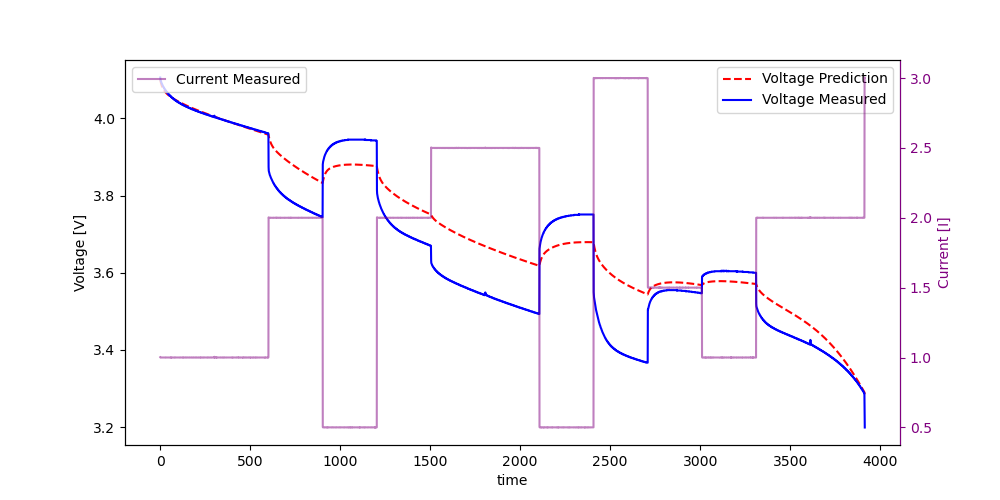 Current Measured
Voltage Prediction
Voltage Measured
Voltage [V]
4.0
3.8
3.6
3.4
3.2
3.0
2.5
2.0
1.5
1.0
0.5
Current [I]
0 500 1000 1500 2000 2500 3000 3500 4000
time